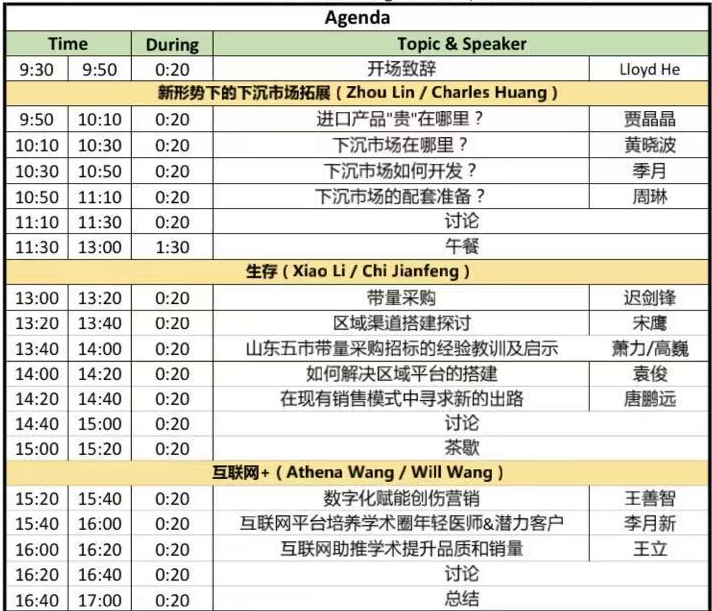 Agenda
Time During Topic & Speaker
9:30 9:50 0:20 开场致辞 Lloyd He
新形势下的下沉市场拓展（Zhou Lin / Charles Huang）
9:50 10:10 0:20 进口产品"贵"在哪里？ 贾晶晶
10:10 10:30 0:20 下沉市场在哪里？ 黄晓波
10:30 10:50 0:20 下沉市场如何开发？ 季月
10:50 11:10 0:20 下沉市场的配套准备？ 周琳
11:10 11:30 0:20 讨论
11:30 13:00 1:30 午餐
生存（Xiao Li / Chi Jianfeng）
13:00 13:20 0:20 带量采购 迟剑锋
13:20 13:40 0:20 区域渠道搭建探讨 宋鹰
13:40 14:00 0:20 山东五市带量采购招标的经验教训及启示 萧力/高巍
14:00 14:20 0:20 如何解决区域平台的搭建 袁俊
14:20 14:40 0:20 在现有销售模式中寻求新的出路 唐鹏远
14:40 15:00 0:20 讨论
15:00 15:20 0:20 茶歇
互联网+（Athena Wang / Will Wang）
15:20 15:40 0:20 数字化赋能创伤营销 王善智
15:40 16:00 0:20 互联网平台培养学术圈年轻医师&潜力客户 李月新
16:00 16:20 0:20 互联网助推学术提升品质和销量 王立
16:20 16:40 0:20 讨论
16:40 17:00 0:20 总结